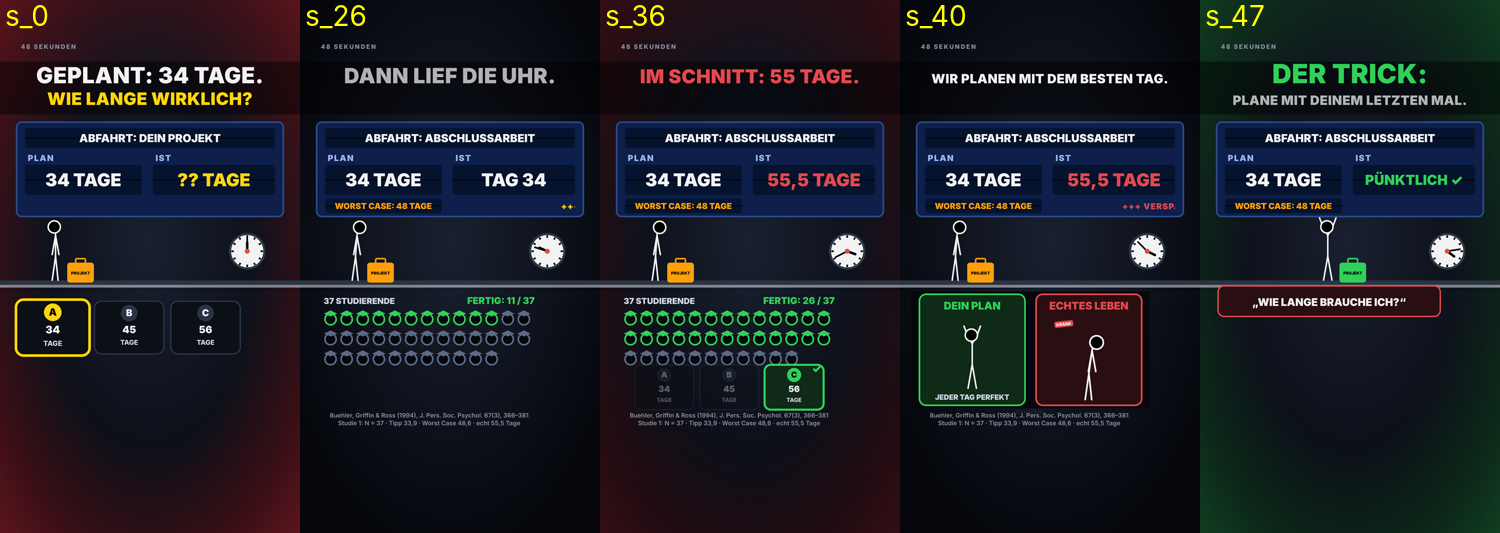 s_0
48 SEKUNDEN
GEPLANT: 34 TAGE.
WIE LANGE WIRKLICH?
ABFAHRT: DEIN PROJEKT
PLAN IST
34 TAGE ?? TAGE
PROJEKT
A B C
34 45 56
TAGE TAGE TAGE
s_26
48 SEKUNDEN
DANN LIEF DIE UHR.
ABFAHRT: ABSCHLUSSARBEIT
PLAN IST
34 TAGE TAG 34
WORST CASE: 48 TAGE ++
PROJEKT
37 STUDIERENDE FERTIG: 11 / 37
Buehler, Griffin & Ross (1994), J. Pers. Soc. Psychol. 67(3), 366–381
Studie 1: N = 37 · Tipp 33,9 · Worst Case 48,6 · echt 55,5 Tage
s_36
48 SEKUNDEN
IM SCHNITT: 55 TAGE.
ABFAHRT: ABSCHLUSSARBEIT
PLAN IST
34 TAGE 55,5 TAGE
WORST CASE: 48 TAGE
PROJEKT
37 STUDIERENDE FERTIG: 26 / 37
A B C
34 45 56
TAGE TAGE TAGE
Buehler, Griffin & Ross (1994), J. Pers. Soc. Psychol. 67(3), 366–381
Studie 1: N = 37 · Tipp 33,9 · Worst Case 48,6 · echt 55,5 Tage
s_40
48 SEKUNDEN
WIR PLANEN MIT DEM BESTEN TAG.
ABFAHRT: ABSCHLUSSARBEIT
PLAN IST
34 TAGE 55,5 TAGE
WORST CASE: 48 TAGE +++ VERSP.
PROJEKT
DEIN PLAN ECHTES LEBEN
KRANK
JEDER TAG PERFEKT
Buehler, Griffin & Ross (1994), J. Pers. Soc. Psychol. 67(3), 366–381
Studie 1: N = 37 · Tipp 33,9 · Worst Case 48,6 · echt 55,5 Tage
s_47
48 SEKUNDEN
DER TRICK:
PLANE MIT DEINEM LETZTEN MAL.
ABFAHRT: ABSCHLUSSARBEIT
PLAN IST
34 TAGE PÜNKTLICH ✓
WORST CASE: 48 TAGE
PROJEKT
„WIE LANGE BRAUCHE ICH?“